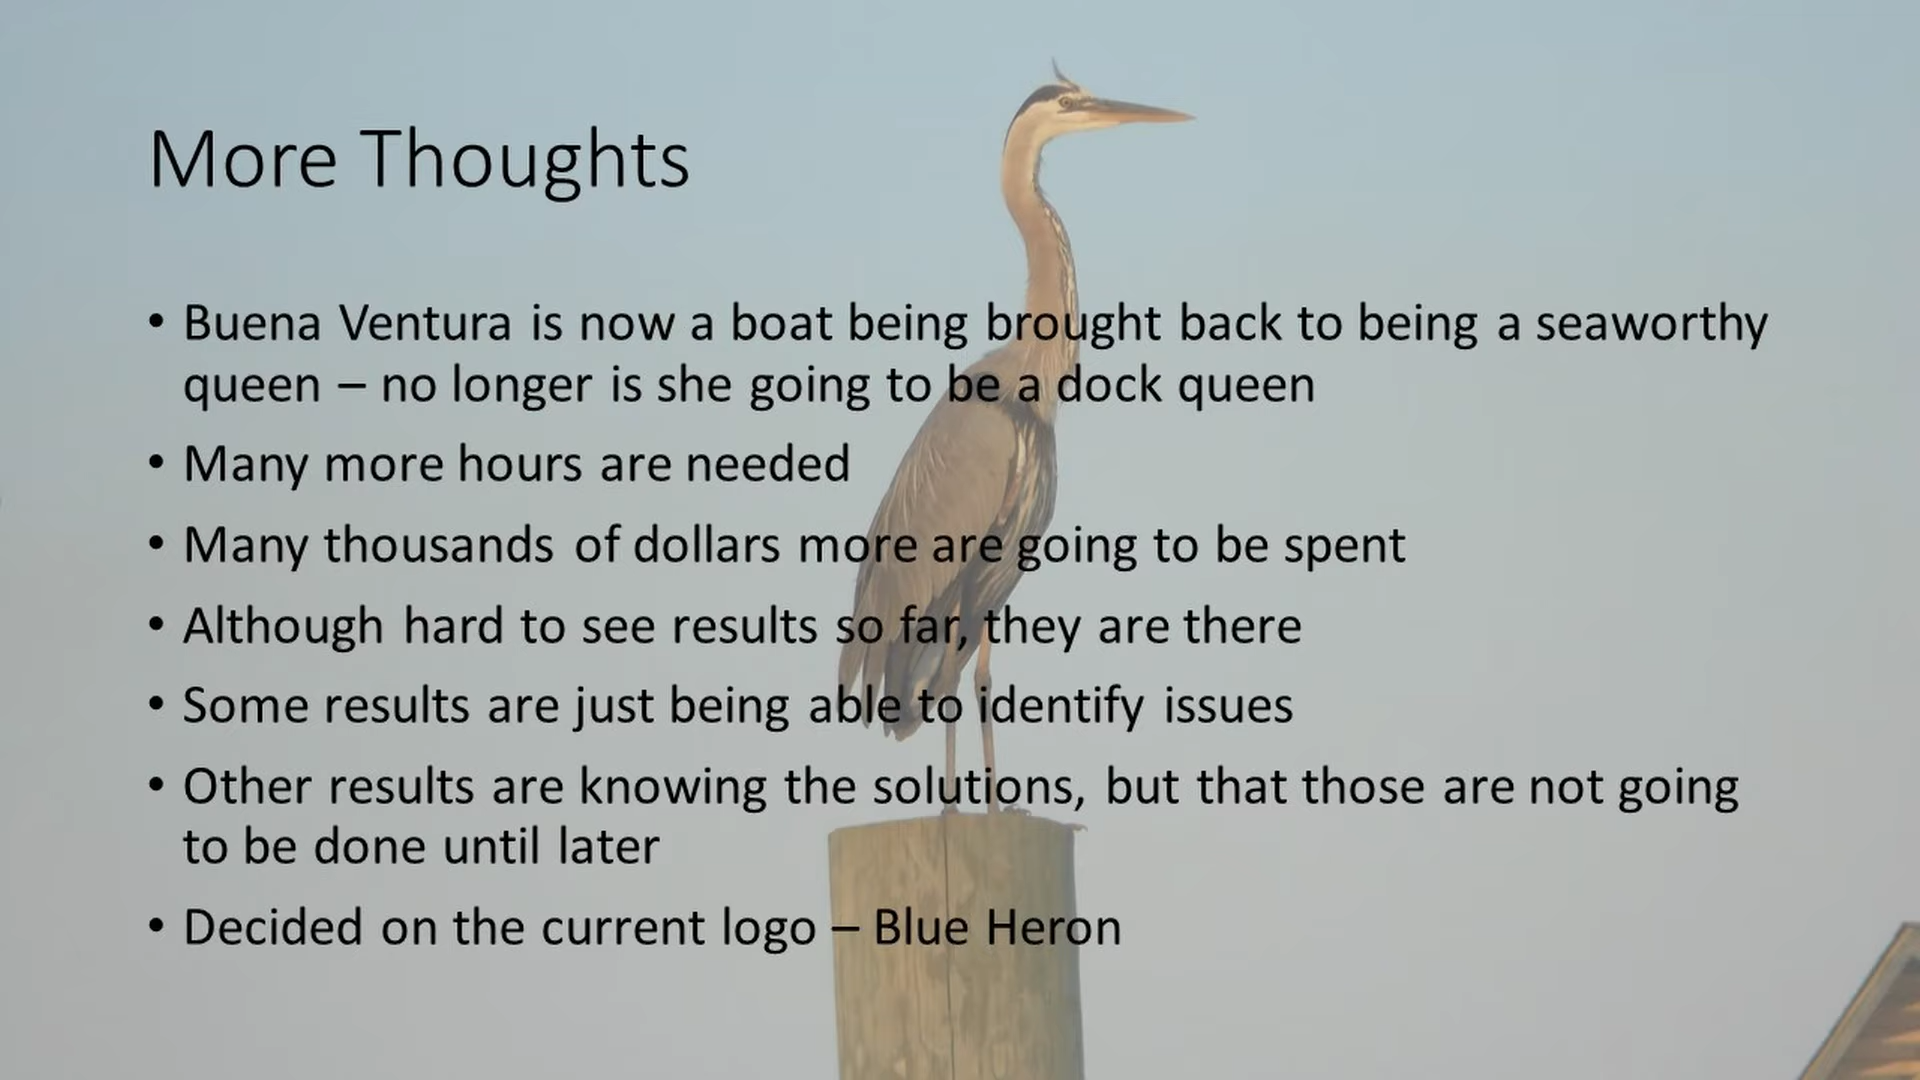 More Thoughts
• Buena Ventura is now a boat being brought back to being a seaworthy
queen – no longer is she going to be a dock queen
• Many more hours are needed
• Many thousands of dollars more are going to be spent
• Although hard to see results so far, they are there
• Some results are just being able to identify issues
• Other results are knowing the solutions, but that those are not going
to be done until later
• Decided on the current logo – Blue Heron